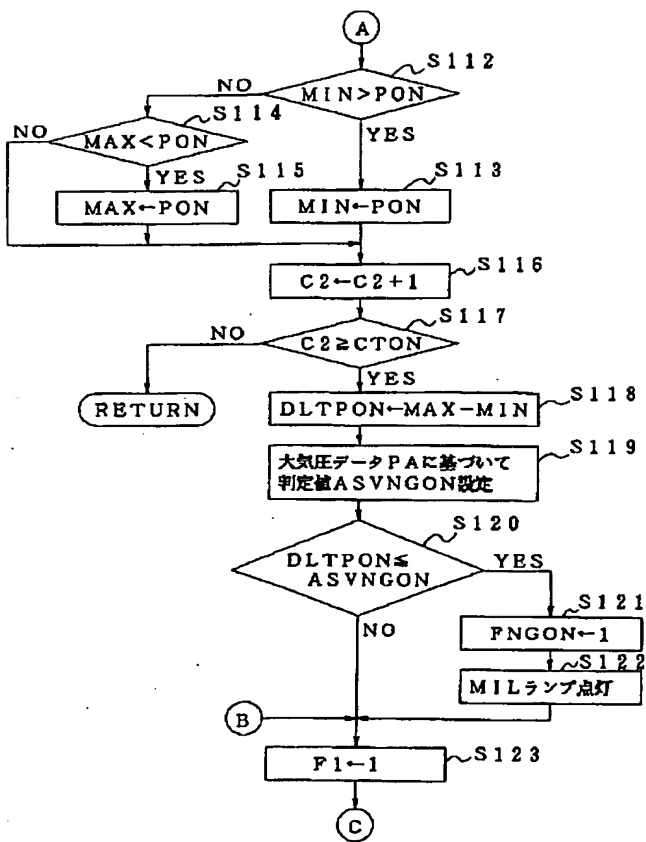 A
S112
MIN>PON
NO
YES
S114
MAX<PON
NO
YES
S115
MAX←PON
S113
MIN←PON
S116
C2←C2+1
S117
C2≧CTON
NO
YES
RETURN
S118
DLTPON←MAX-MIN
S119
大気圧データPAに基づいて
判定値ASVNGON設定
S120
DLTPON≦
ASVNGON
YES
NO
S121
FNGON←1
S122
MILランプ点灯
B
S123
F1←1
C